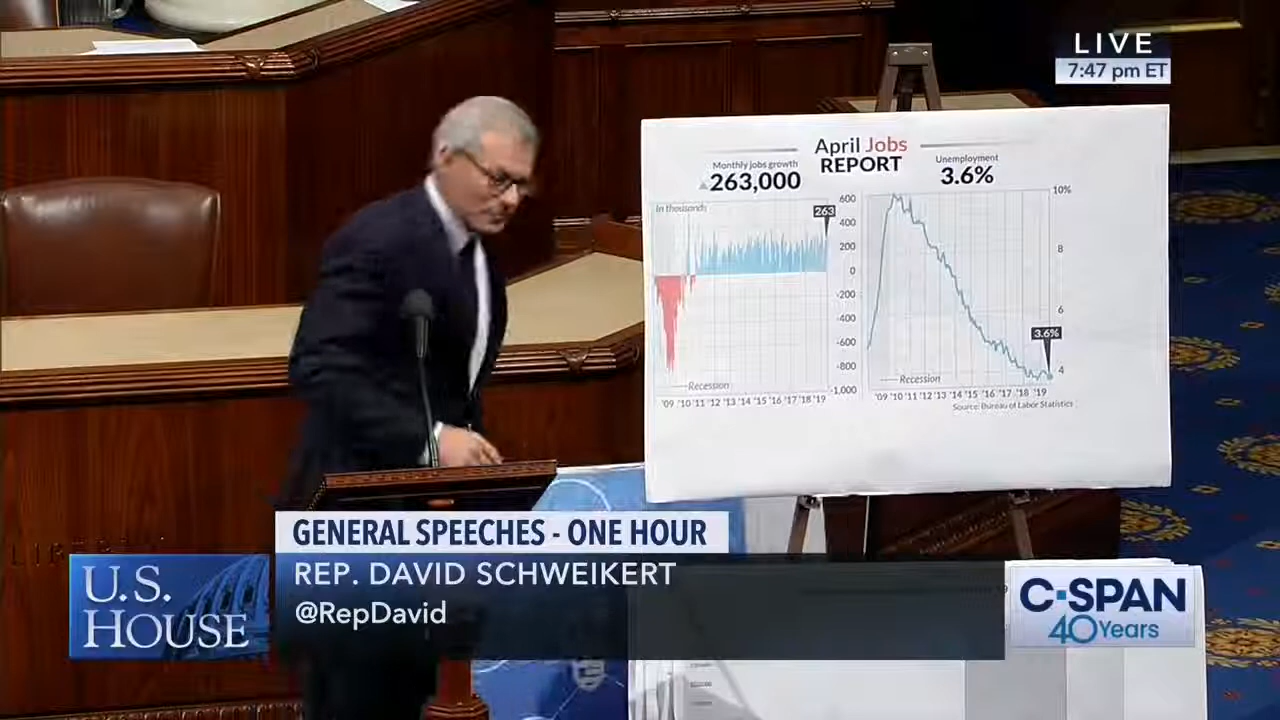 LIVE
7:47 pm ET
April Jobs
REPORT
Monthly jobs growth
263,000
Unemployment
3.6%
In thousands
263
600
400
200
0
-200
-400
-600
-800
-1,000
Recession
'09 '10 '11 '12 '13 '14 '15 '16 '17 '18 '19
10%
8
6
4
3.6%
Recession
'09 '10 '11 '12 '13 '14 '15 '16 '17 '18 '19
Source: Bureau of Labor Statistics
LIBERTY
GENERAL SPEECHES - ONE HOUR
REP. DAVID SCHWEIKERT
@RepDavid
U.S.
HOUSE
C-SPAN
40 Years